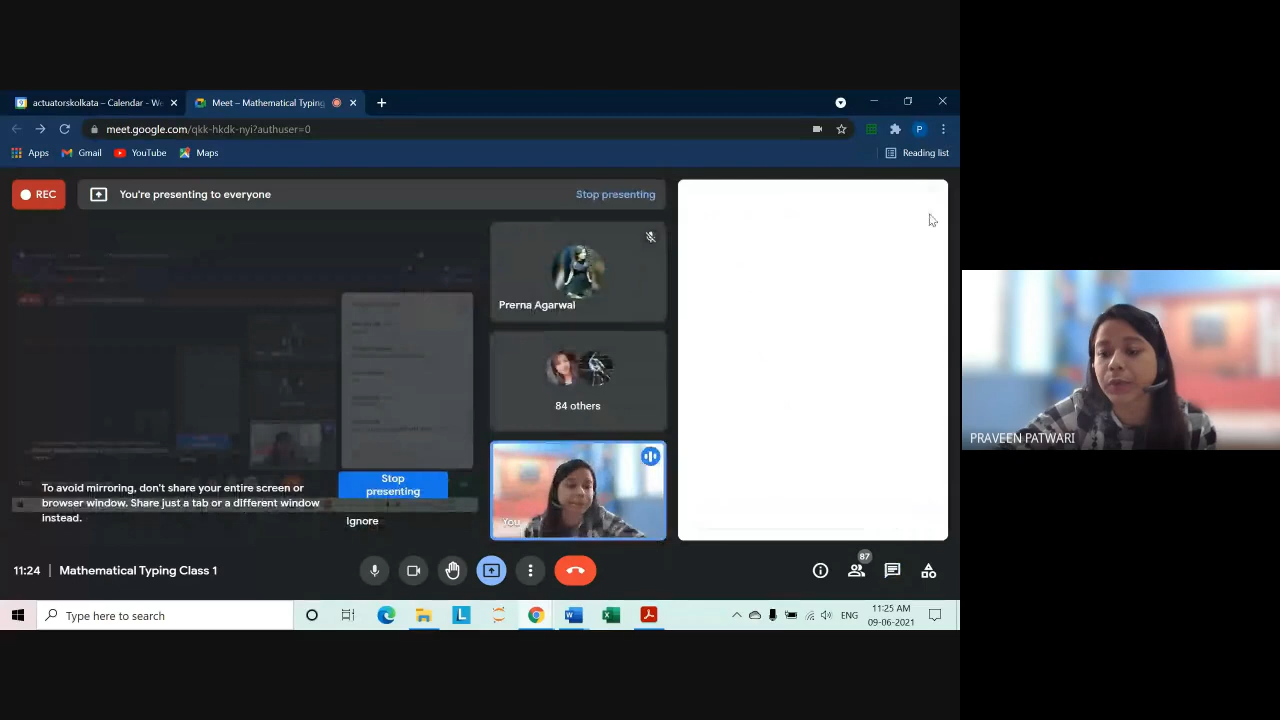 actuatorskolkata – Calendar - We
Meet – Mathematical Typing
meet.google.com/qkk-hkdk-nyi?authuser=0
Apps
Gmail
YouTube
Maps
Reading list
REC
You're presenting to everyone
Stop presenting
Prerna Agarwal
84 others
To avoid mirroring, don't share your entire screen or
browser window. Share just a tab or a different window
instead.
Stop
presenting
Ignore
You
PRAVEEN PATWARI
11:24 | Mathematical Typing Class 1
87
Type here to search
ENG
11:25 AM
09-06-2021